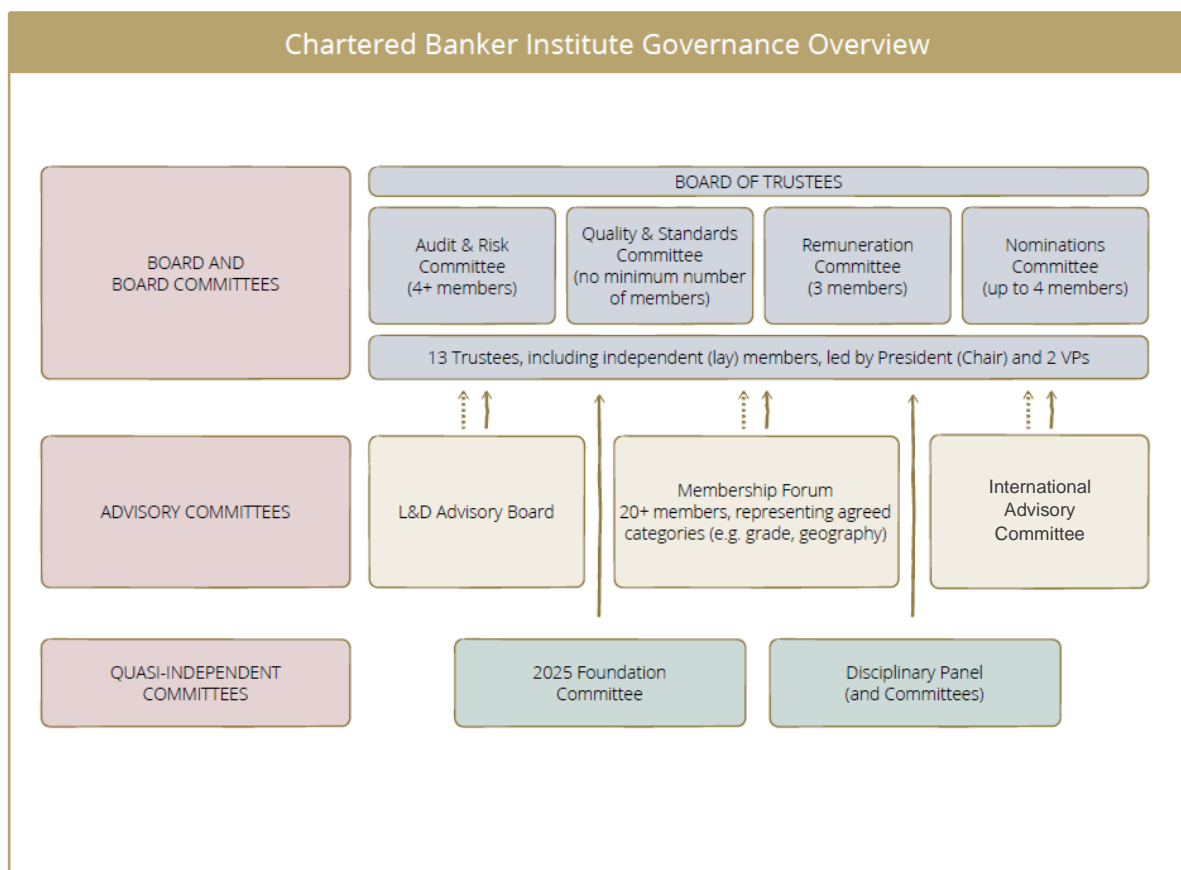 Chartered Banker Institute Governance Overview
BOARD AND
BOARD COMMITTEES
BOARD OF TRUSTEES
Audit & Risk
Committee
(4+ members)
Quality & Standards
Committee
(no minimum number
of members)
Remuneration
Committee
(3 members)
Nominations
Committee
(up to 4 members)
13 Trustees, including independent (lay) members, led by President (Chair) and 2 VPs
ADVISORY COMMITTEES
L&D Advisory Board
Membership Forum
20+ members, representing agreed
categories (e.g. grade, geography)
International
Advisory
Committee
QUASI-INDEPENDENT
COMMITTEES
2025 Foundation
Committee
Disciplinary Panel
(and Committees)